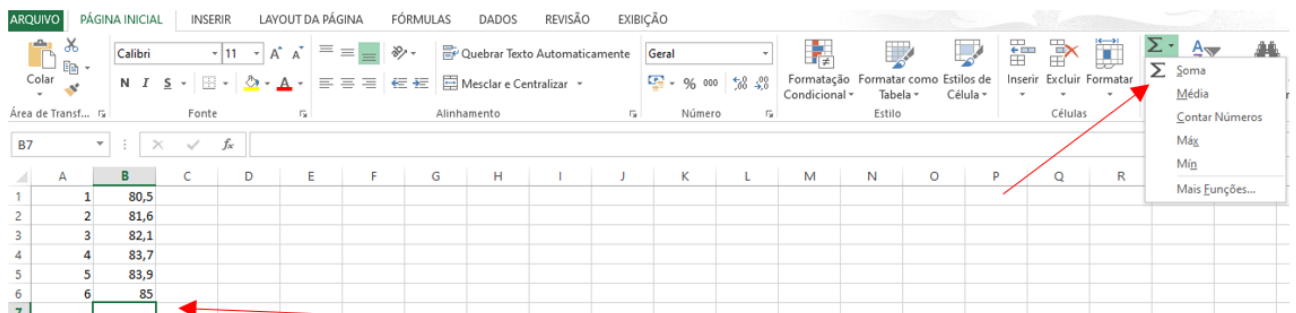 ARQUIVO PÁGINA INICIAL INSERIR LAYOUT DA PÁGINA FÓRMULAS DADOS REVISÃO EXIBIÇÃO
Colar
Calibri 11
N I S
A
Quebrar Texto Automaticamente
Mesclar e Centralizar
Geral
% 000
Formatação Condicional
Formatar como Tabela
Estilos de Célula
Inserir Excluir Formatar
Área de Transf... Fonte Alinhamento Número Estilo Células
Σ
Σ Soma
Média
Contar Números
Máx
Mín
Mais Funções...
B7 fx
A B C D E F G H I J K L M N O P Q R
1 1 80,5
2 2 81,6
3 3 82,1
4 4 83,7
5 5 83,9
6 6 85
7